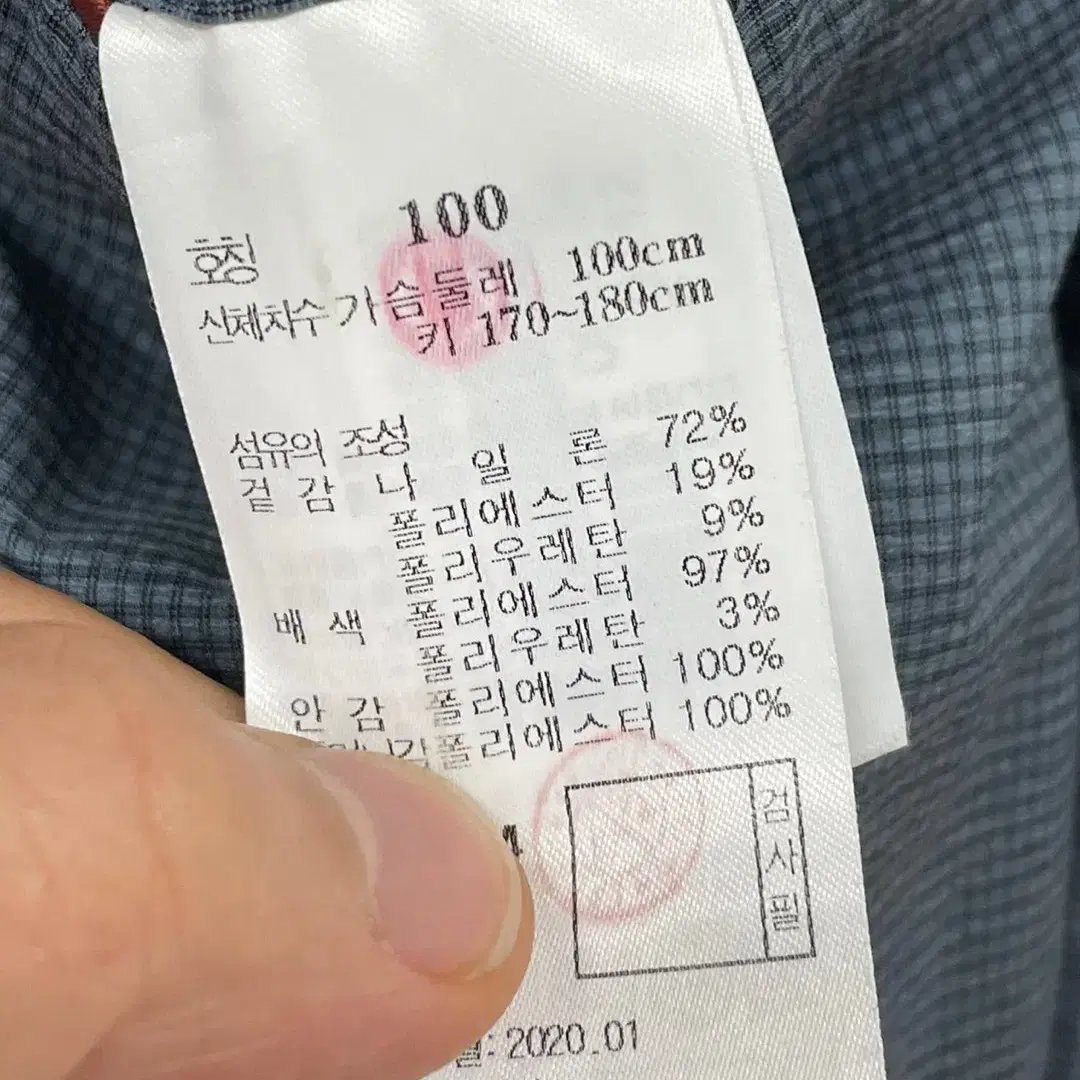 호칭 100
신체치수 가슴둘레 100cm
키 170~180cm
섬유의 조성
겉 감 나 일 론 72%
폴리에스터 19%
폴리우레탄 9%
배 색 폴리에스터 97%
폴리우레탄 3%
안 감 폴리에스터 100%
폴리에스터 100%
검사필
: 2020.01